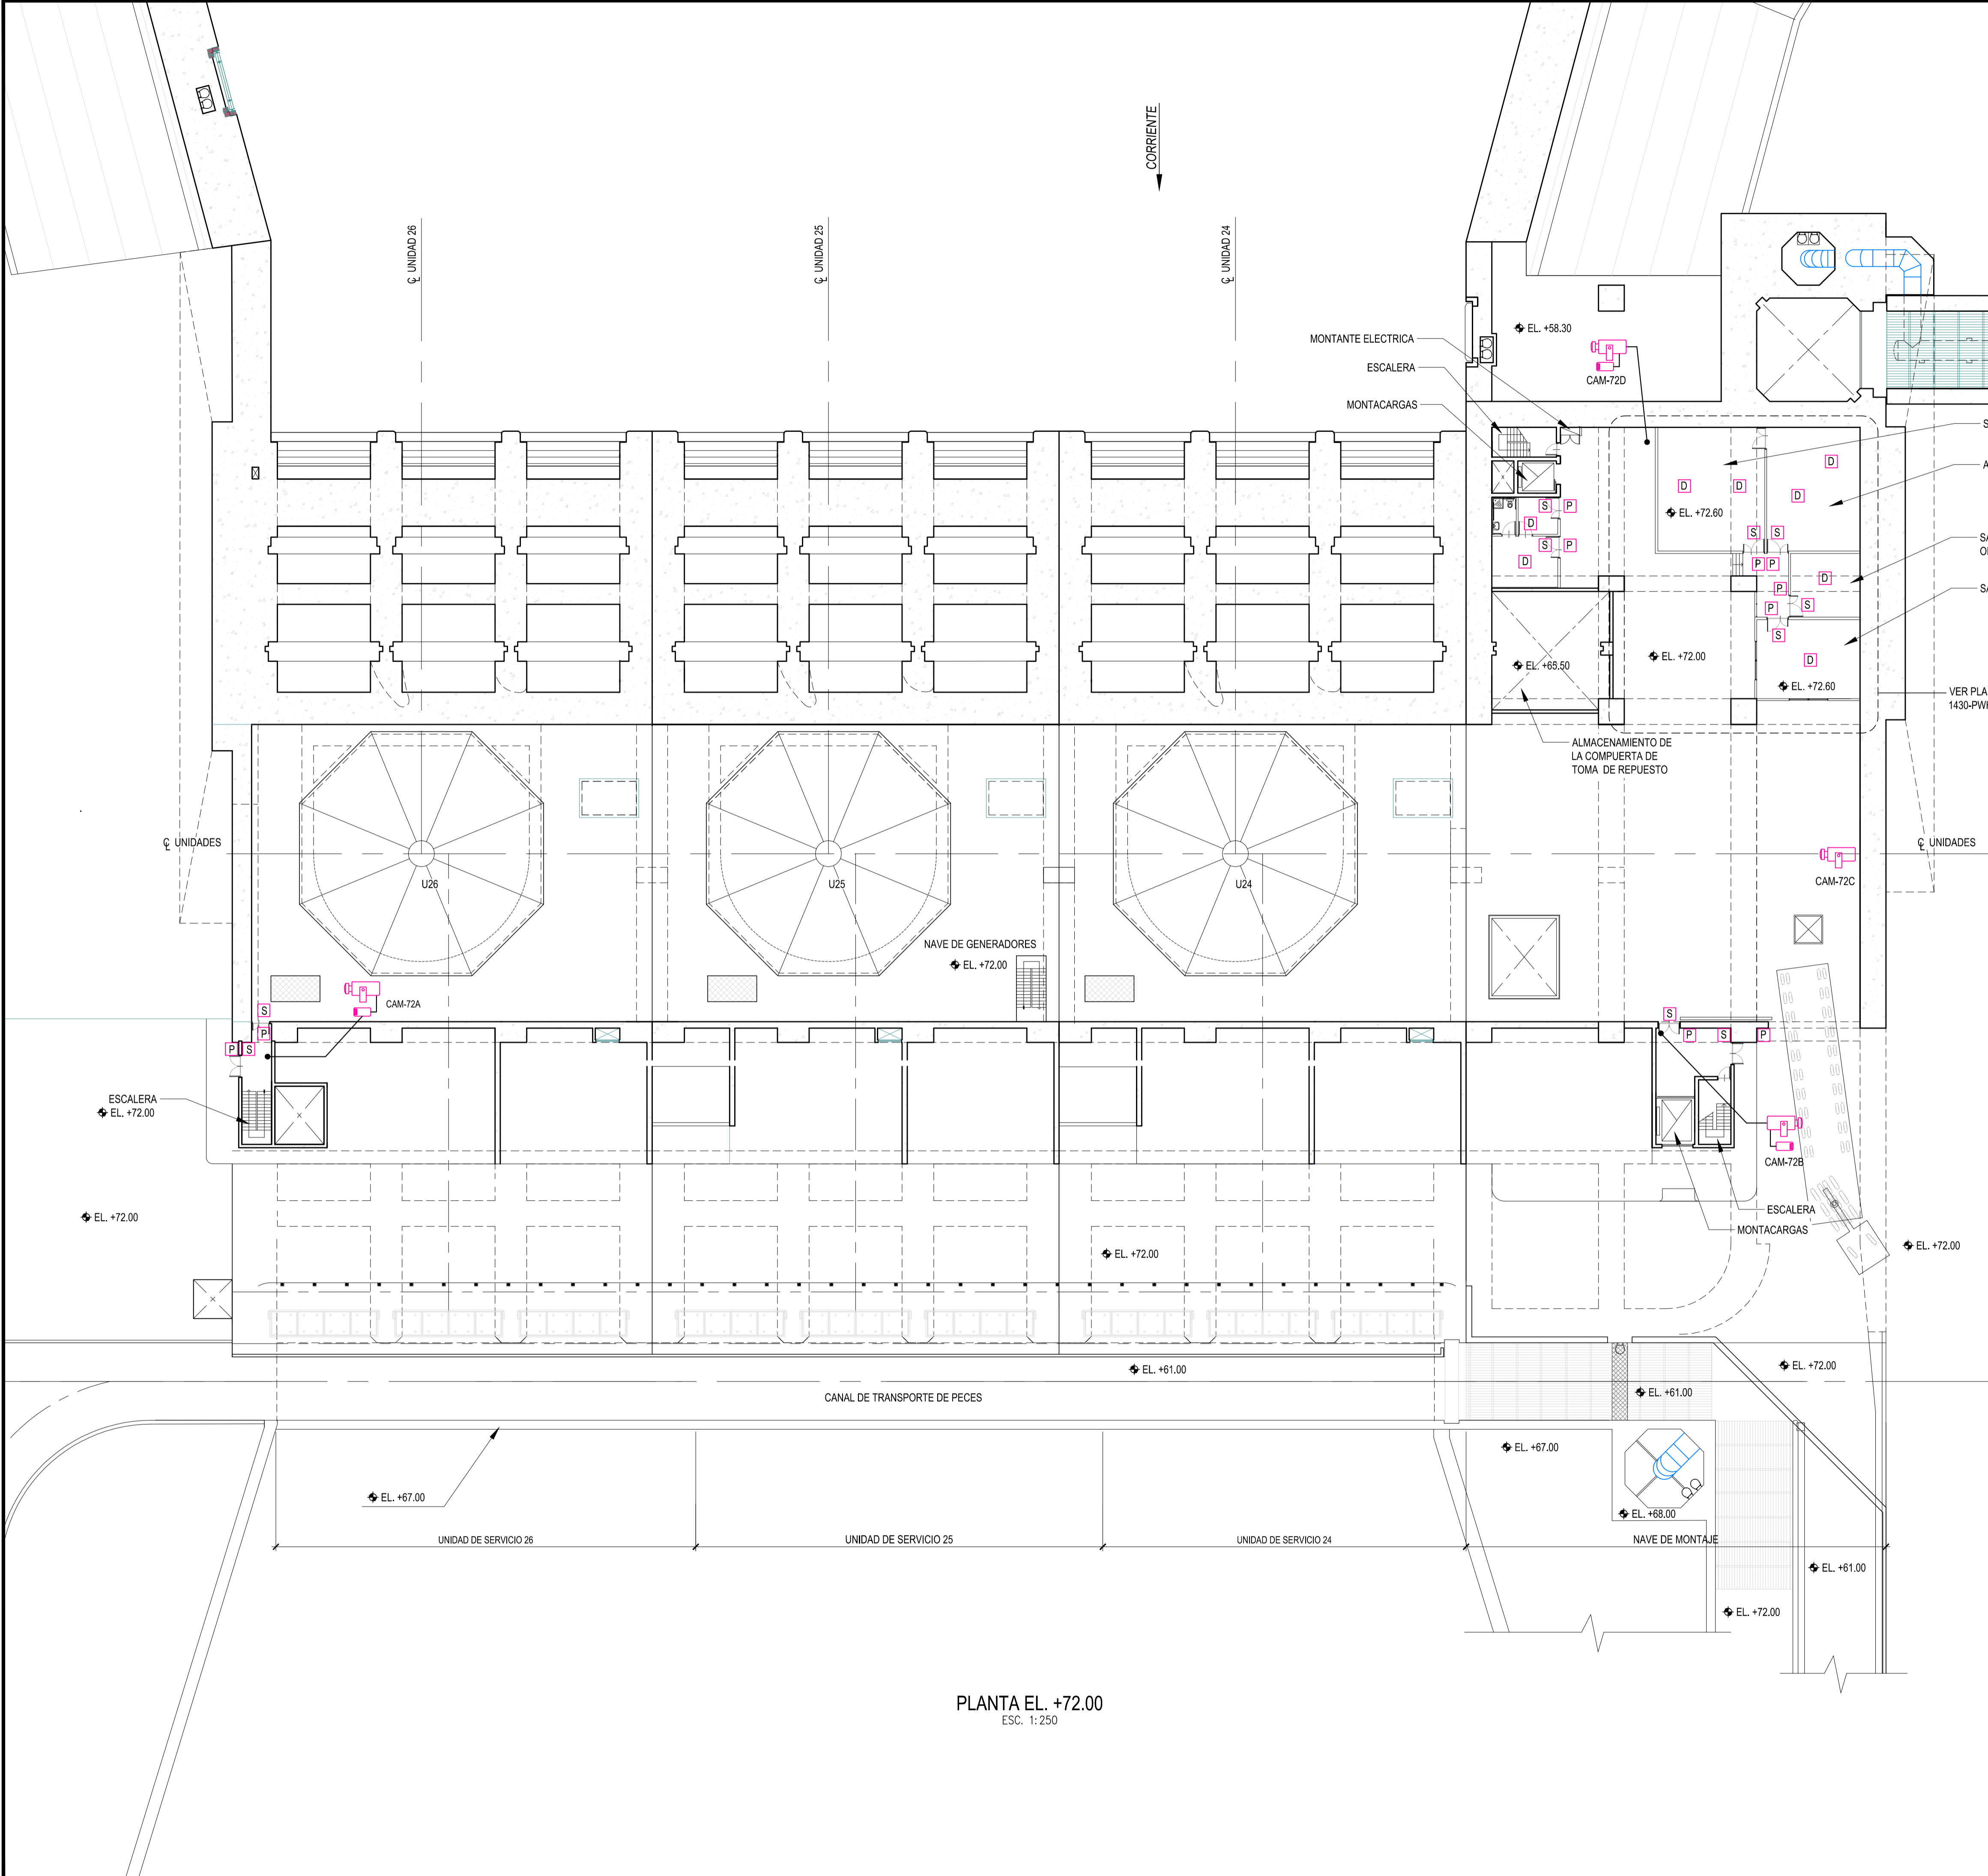 CORRIENTE
℄ UNIDAD 26
℄ UNIDAD 25
℄ UNIDAD 24
EL. +58.30
MONTANTE ELECTRICA
ESCALERA
MONTACARGAS
CAM-72D
S
A
D
D
D
D
EL. +72.60
S
P
D
S
P
D
S
S
P
P
D
P
P
S
S
D
SA
O
SA
EL. +65.50
EL. +72.00
EL. +72.60
VER PLA
1430-PW
ALMACENAMIENTO DE
LA COMPUERTA DE
TOMA DE REPUESTO
℄ UNIDADES
℄ UNIDADES
CAM-72C
U26
U25
U24
NAVE DE GENERADORES
EL. +72.00
CAM-72A
S
P
P
S
S
P
S
P
ESCALERA
EL. +72.00
CAM-72B
ESCALERA
MONTACARGAS
EL. +72.00
EL. +72.00
EL. +72.00
EL. +61.00
EL. +72.00
CANAL DE TRANSPORTE DE PECES
EL. +61.00
EL. +67.00
EL. +67.00
EL. +68.00
UNIDAD DE SERVICIO 26
UNIDAD DE SERVICIO 25
UNIDAD DE SERVICIO 24
NAVE DE MONTAJE
EL. +61.00
EL. +72.00
PLANTA EL. +72.00
ESC. 1:250